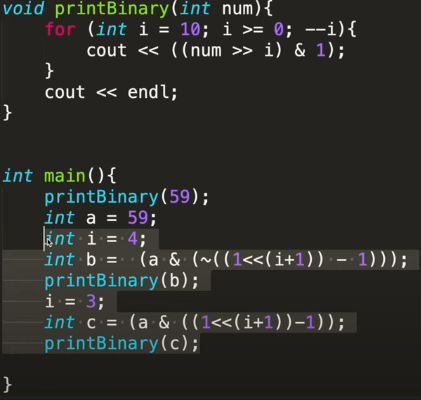 void printBinary(int num){
    for (int i = 10; i >= 0; --i){
        cout << ((num >> i) & 1);
    }
    cout << endl;
}
int main(){
    printBinary(59);
    int a = 59;
    int i = 4;
    int b =  (a & (~((1<<(i+1)) - 1)));
    printBinary(b);
    i = 3;
    int c = (a & ((1<<(i+1))-1));
    printBinary(c);
}